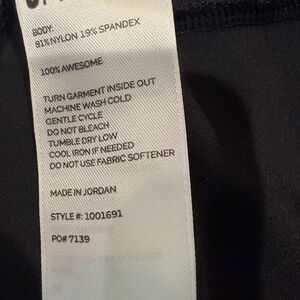 BODY:
81% NYLON 19% SPANDEX
100% AWESOME
TURN GARMENT INSIDE OUT
MACHINE WASH COLD
GENTLE CYCLE
DO NOT BLEACH
TUMBLE DRY LOW
COOL IRON IF NEEDED
DO NOT USE FABRIC SOFTENER
MADE IN JORDAN
STYLE #: 1001691
PO# 7139